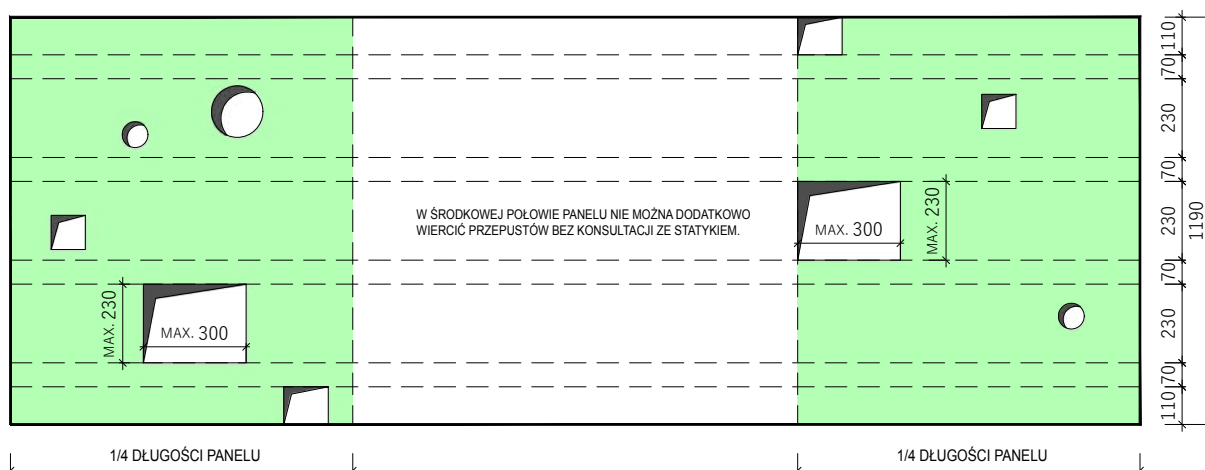 110
70
230
70
230
1190
70
230
70
110
W ŚRODKOWEJ POŁOWIE PANELU NIE MOŻNA DODATKOWO
WIERCIĆ PRZEPUSTÓW BEZ KONSULTACJI ZE STATYKIEM.
MAX. 300
MAX. 230
MAX. 230
MAX. 300
1/4 DŁUGOŚCI PANELU
1/4 DŁUGOŚCI PANELU